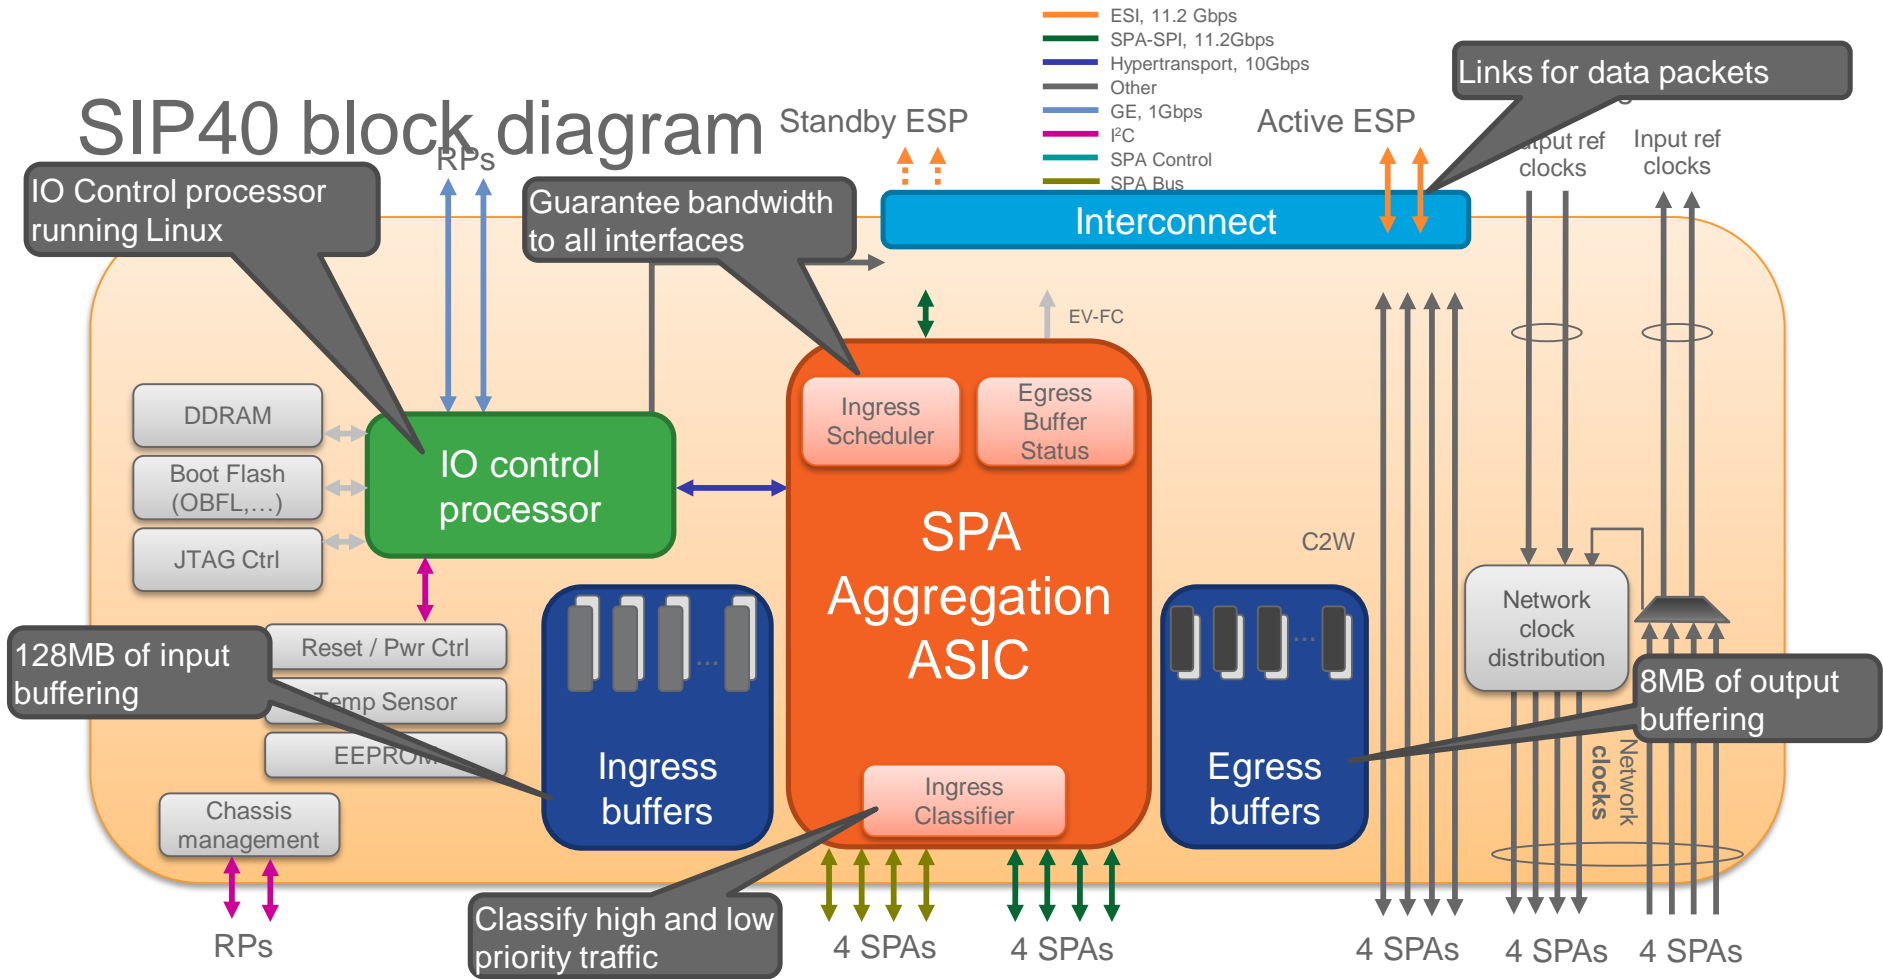 ESI, 11.2 Gbps
SPA-SPI, 11.2Gbps
Hypertransport, 10Gbps
Other
GE, 1Gbps
I²C
SPA Control
SPA Bus
SIP40 block diagram
Standby ESP
Active ESP
Links for data packets
RPs
ref
clocks
Input ref
clocks
IO Control processor
running Linux
Guarantee bandwidth
to all interfaces
Interconnect
EV-FC
DDRAM
Boot Flash
(OBFL,…)
JTAG Ctrl
IO control
processor
Ingress
Scheduler
Egress
Buffer
Status
SPA
Aggregation
ASIC
C2W
Network
clock
distribution
Reset / Pwr Ctrl
Temp Sensor
EEPROM
128MB of input
buffering
8MB of output
buffering
...
...
Ingress
buffers
Ingress
Classifier
Egress
buffers
Network
clocks
Chassis
management
Classify high and low
priority traffic
RPs
4 SPAs
4 SPAs
4 SPAs
4 SPAs
4 SPAs